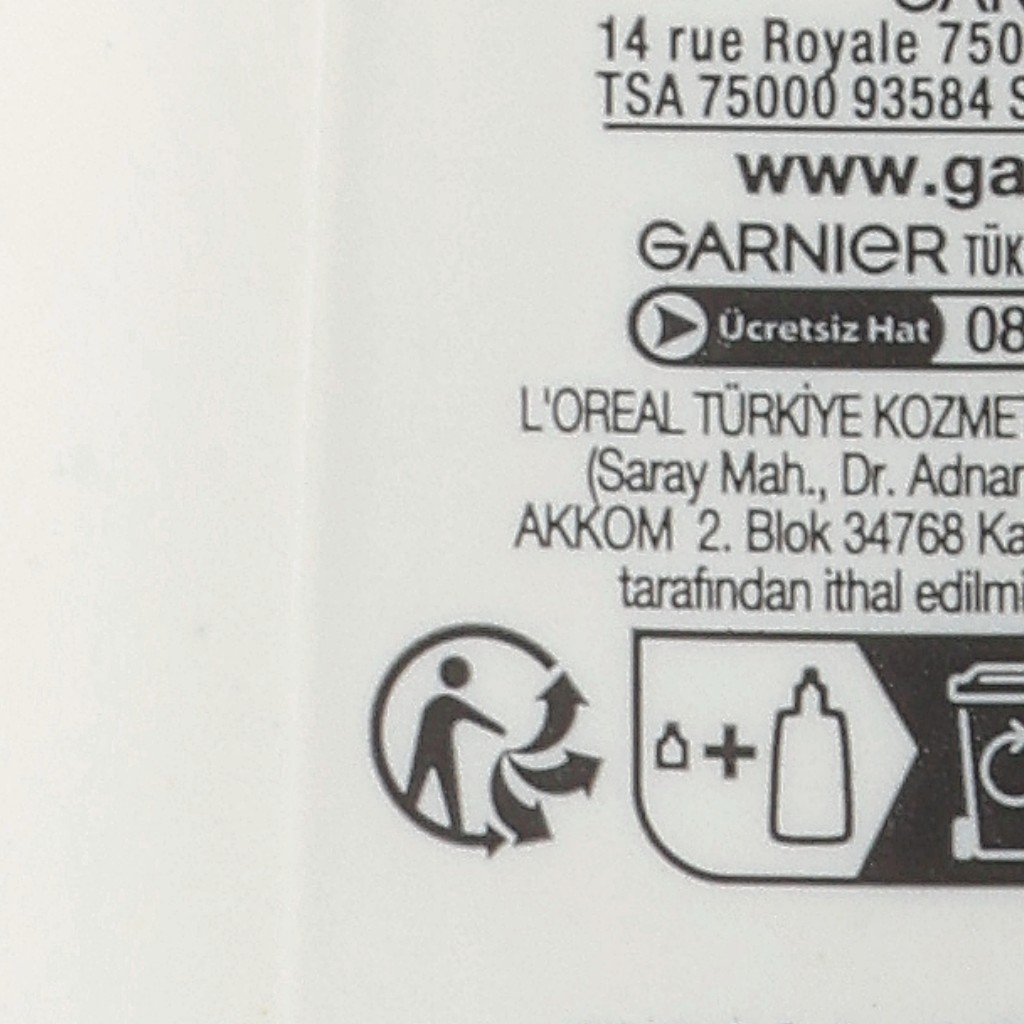 14 rue Royale 750
TSA 75000 93584 S
www.ga
GARNIER TÜK
Ücretsiz Hat 08
L'OREAL TÜRKİYE KOZMET
(Saray Mah., Dr. Adnan
AKKOM 2. Blok 34768 Ka
tarafından ithal edilmi